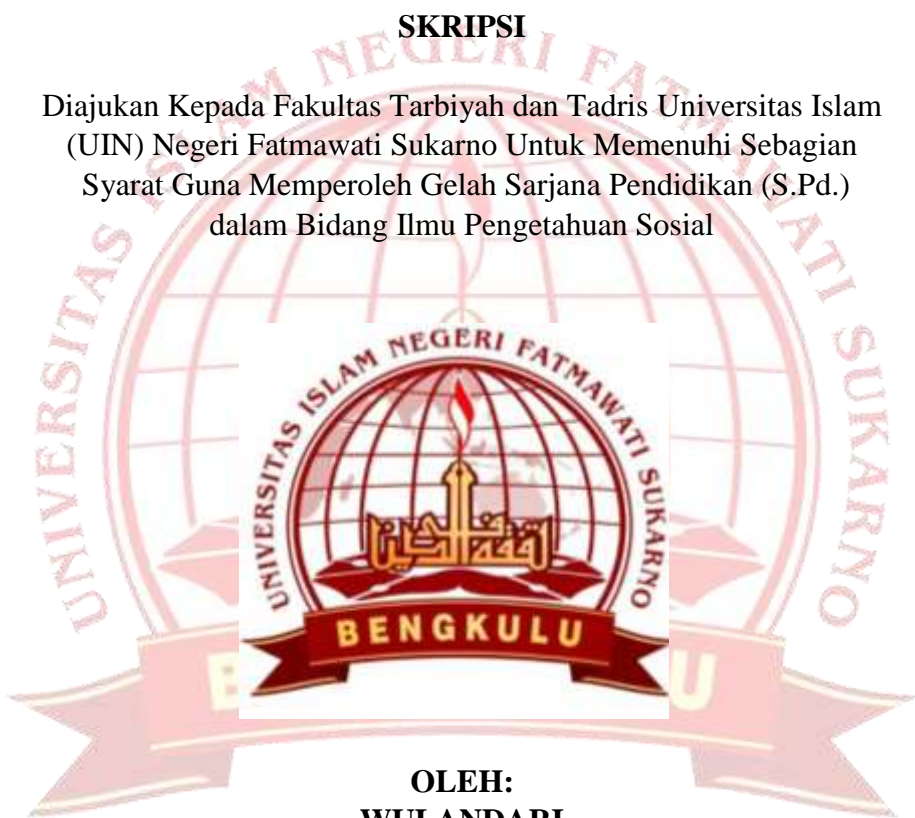 SKRIPSI
Diajukan Kepada Fakultas Tarbiyah dan Tadris Universitas Islam
(UIN) Negeri Fatmawati Sukarno Untuk Memenuhi Sebagian
Syarat Guna Memperoleh Gelah Sarjana Pendidikan (S.Pd.)
dalam Bidang Ilmu Pengetahuan Sosial
UNIVERSITAS ISLAM NEGERI FATMAWATI SUKARNO
BENGKULU
OLEH:
WULANDARI